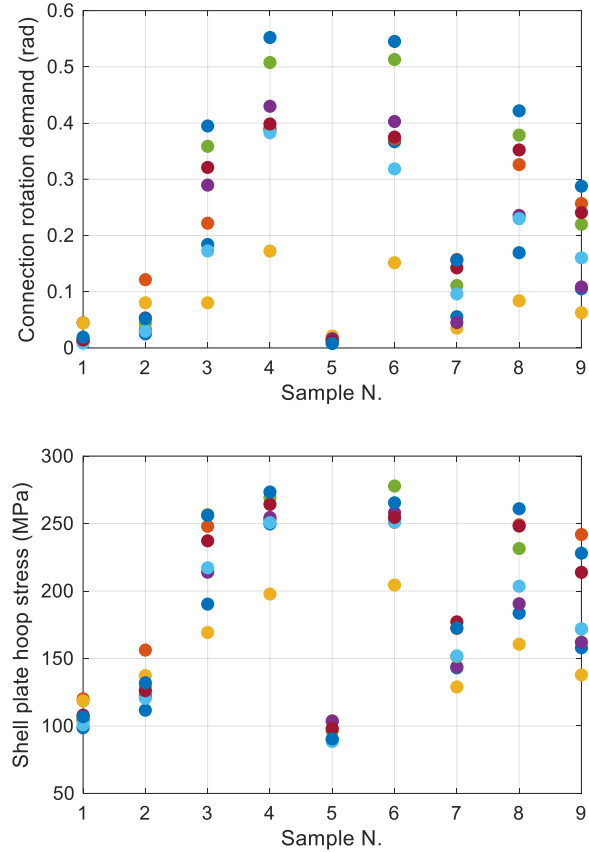 0.6
0.5
0.4
0.3
0.2
0.1
0
Connection rotation demand (rad)
1 2 3 4 5 6 7 8 9
Sample N.
300
250
200
150
100
50
Shell plate hoop stress (MPa)
1 2 3 4 5 6 7 8 9
Sample N.